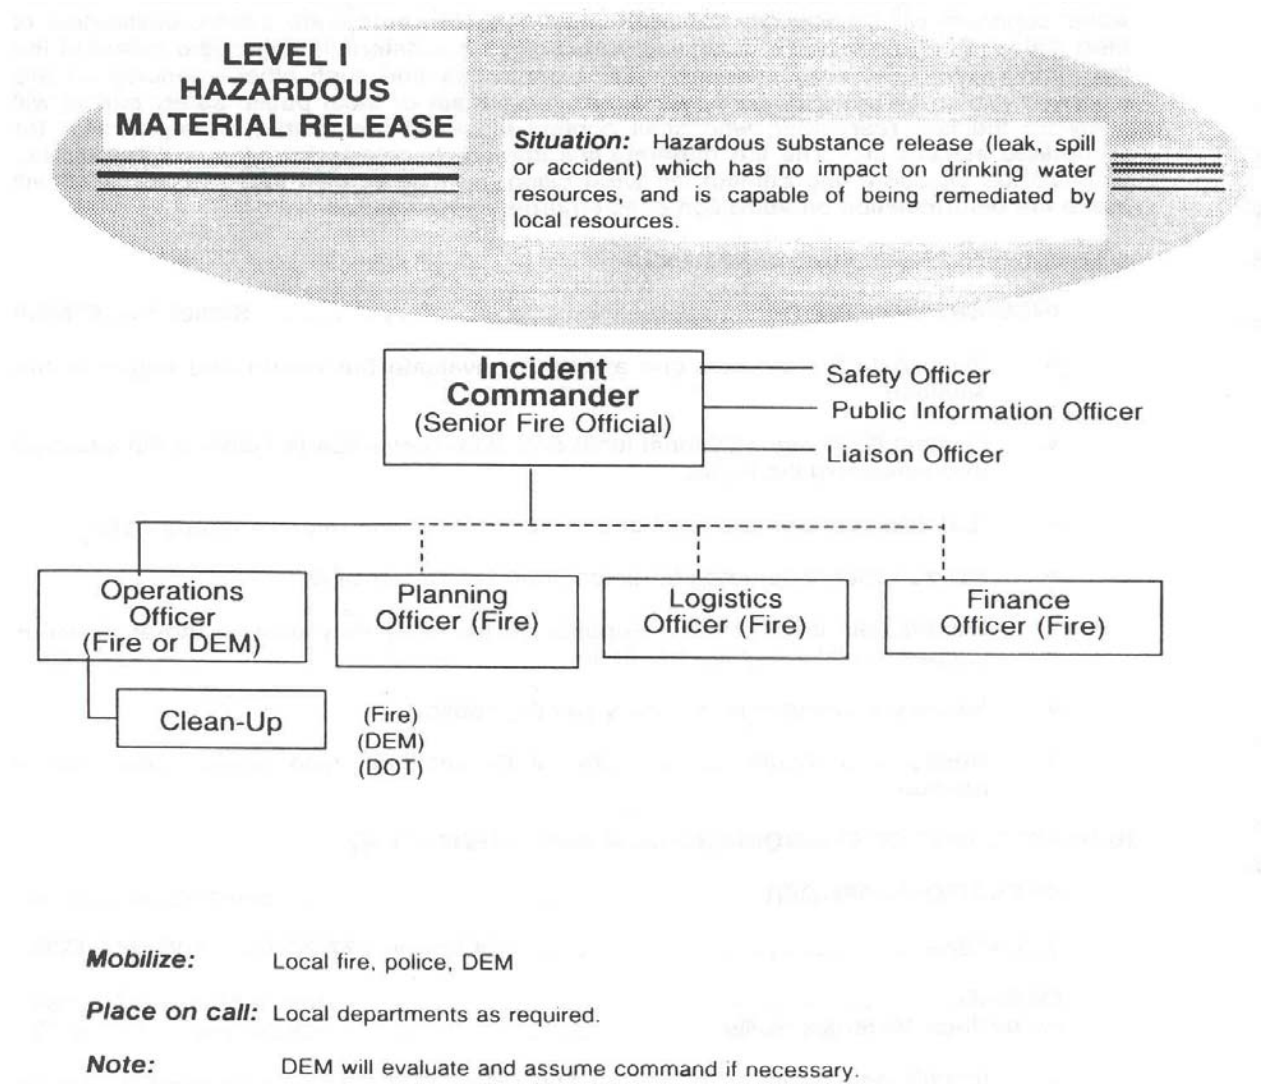 LEVEL I
HAZARDOUS
MATERIAL RELEASE
Situation: Hazardous substance release (leak, spill
or accident) which has no impact on drinking water
sources, and is capable of being remediated by
local resources.
Incident
Commander
(Senior Fire Official)
Safety Officer
Public Information Officer
Liaison Officer
Operations
Officer
(Fire or DEM)
Planning
Officer (Fire)
Logistics
Officer (Fire)
Finance
Officer (Fire)
Clean-Up
(Fire)
(DEM)
(DOT)
Mobilize: Local fire, police, DEM
Place on call: Local departments as required.
Note: DEM will evaluate and assume command if necessary.